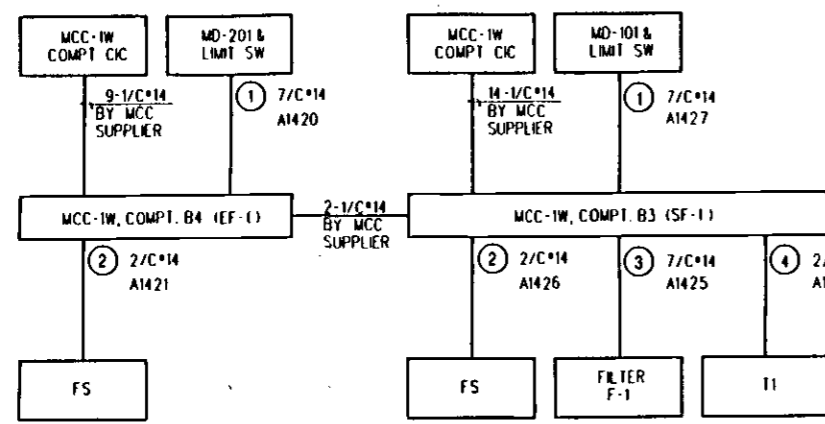 MCC-1W
COMPT CIC
MD-201 &
LIMIT SW
MCC-1W
COMPT CIC
MD-101 &
LIMIT SW
9-1/C#14
BY MCC
SUPPLIER
1
7/C#14
A1420
14-1/C#14
BY MCC
SUPPLIER
1
7/C#14
A1427
MCC-1W, COMPT. B4 (EF-1)
2-1/C#14
BY MCC
SUPPLIER
MCC-1W, COMPT. B3 (SF-1)
2
2/C#14
A1421
2
2/C#14
A1426
3
7/C#14
A1425
4
FS
FS
FILTER
F-1
T1